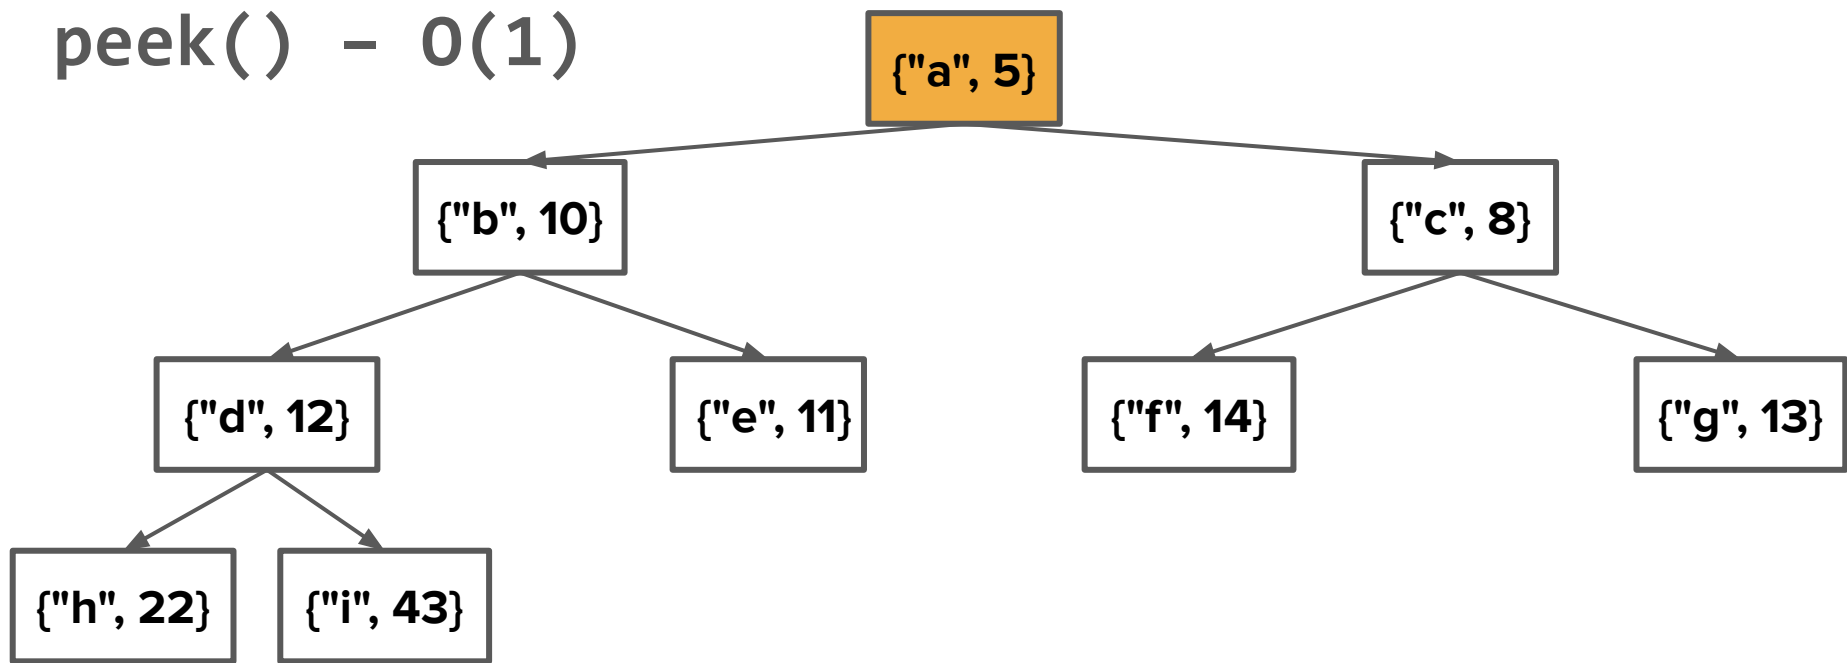 peek() – O(1)
{"a", 5}
{"b", 10}
{"c", 8}
{"d", 12}
{"e", 11}
{"f", 14}
{"g", 13}
{"h", 22}
{"i", 43}